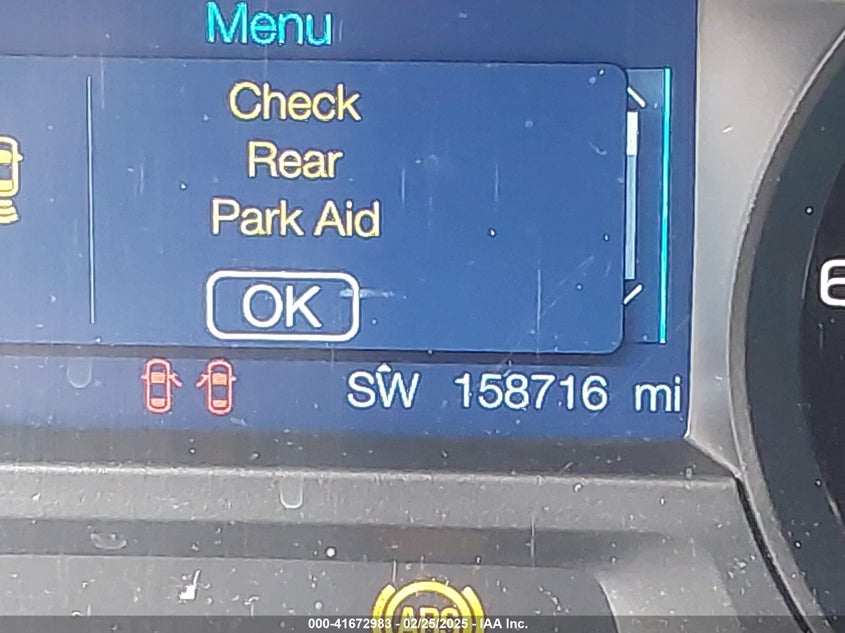 Menu
Check
Rear
Park Aid
OK
SW 158716 mi
ABS
000-41672983 - 02/25/2025 - IAA Inc.